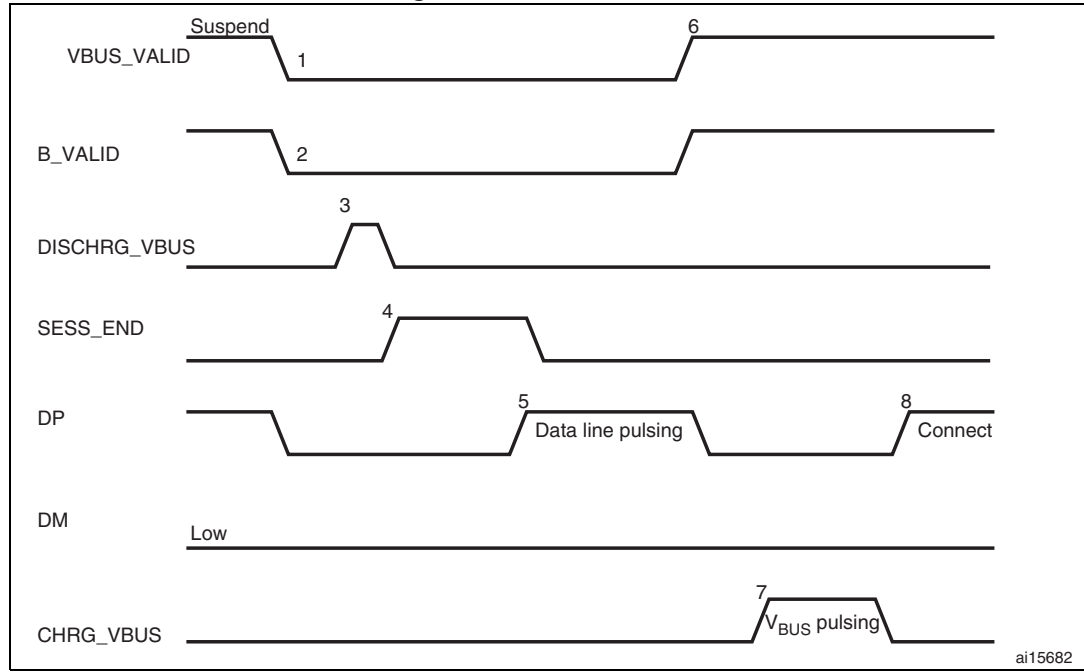 Suspend
6
VBUS_VALID
1
B_VALID
2
3
DISCHRG_VBUS
4
SESS_END
5
8
DP
Data line pulsing
Connect
DM
Low
7
VBUS pulsing
CHRG_VBUS
ai15682